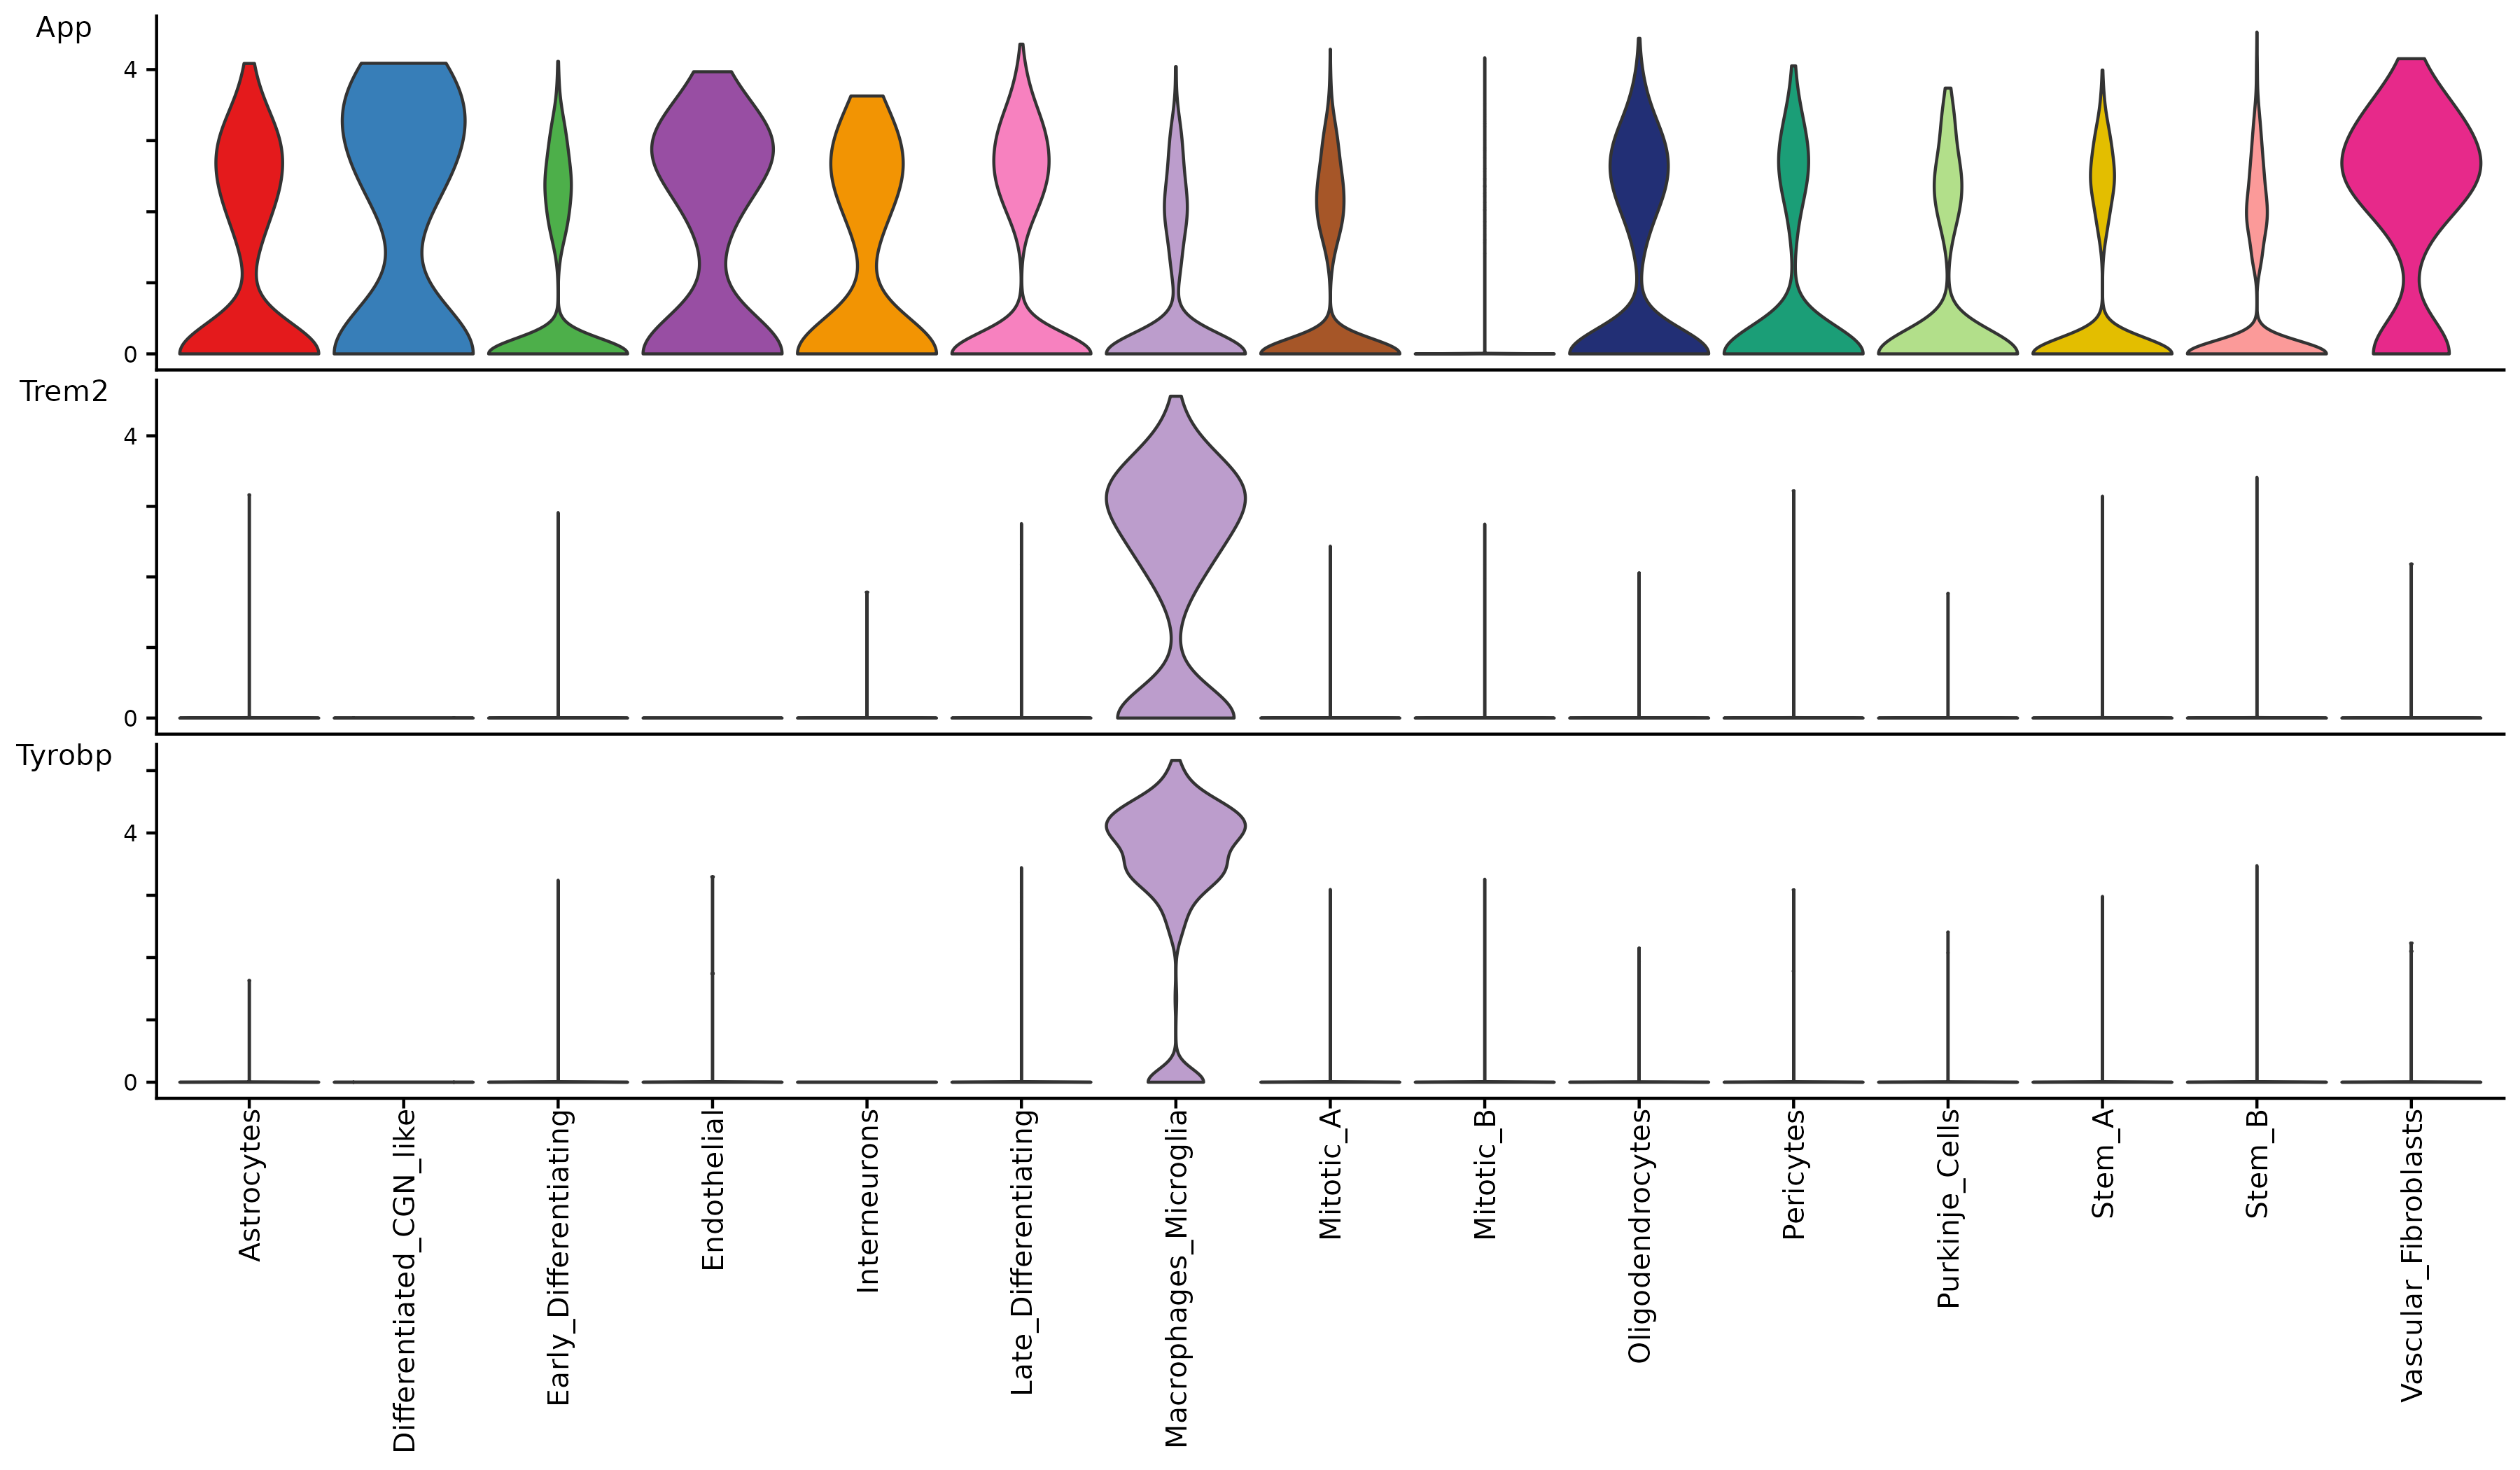 App
4
0
Trem2
4
0
Tyrobp
4
0
Astrocytes
Differentiated_CGN_like
Early_Differentiating
Endothelial
Interneurons
Late_Differentiating
Macrophages_Microglia
Mitotic_A
Mitotic_B
Oligodendrocytes
Pericytes
Purkinje_Cells
Stem_A
Stem_B
Vascular_Fibroblasts